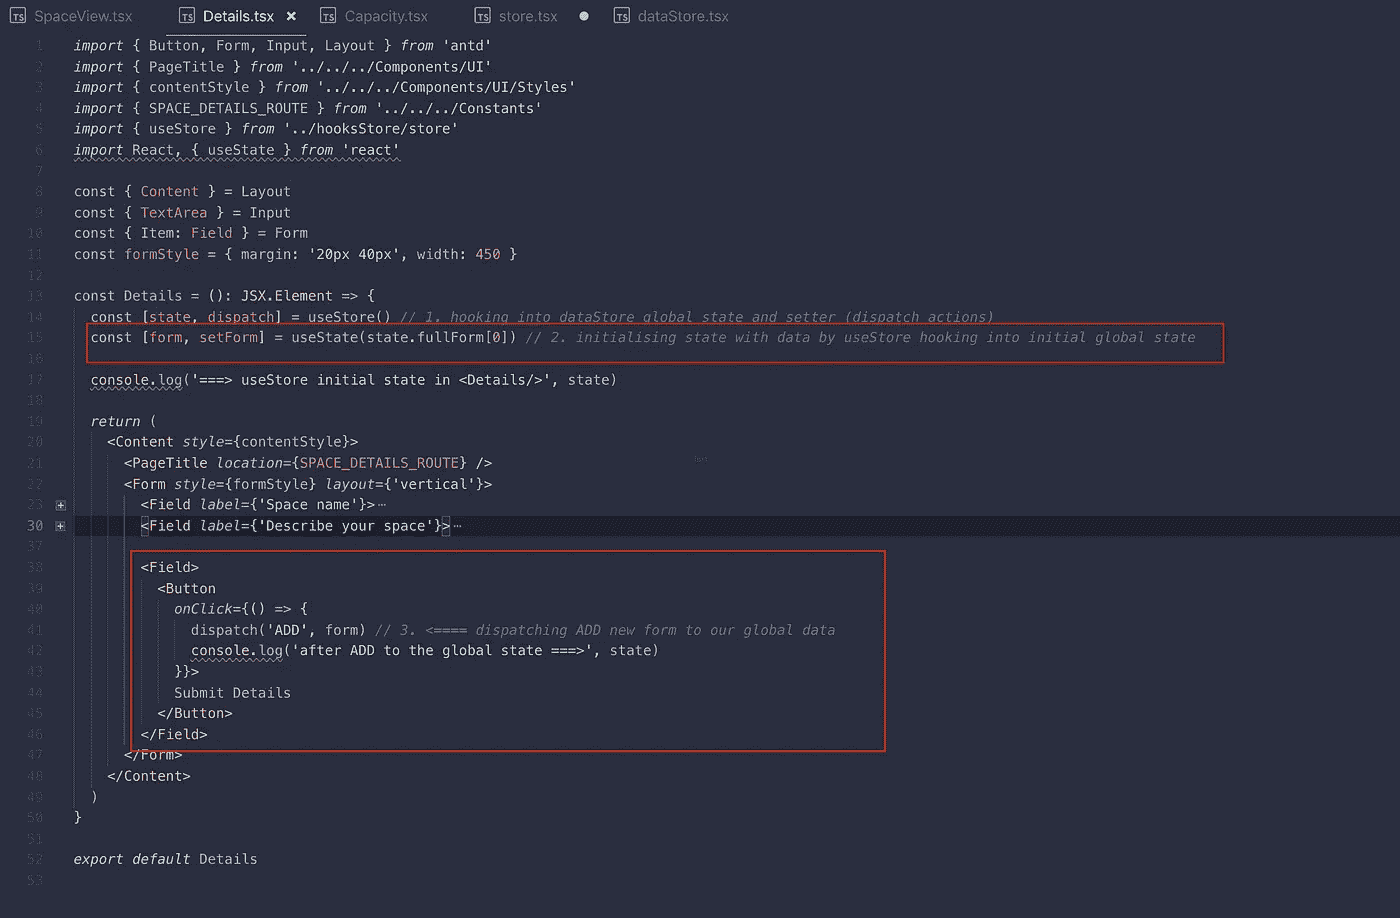 SpaceView.tsx Details.tsx × Capacity.tsx store.tsx dataStore.tsx
1 import { Button, Form, Input, Layout } from 'antd'
2 import { PageTitle } from '../../../Components/UI'
3 import { contentStyle } from '../../../Components/UI/Styles'
4 import { SPACE_DETAILS_ROUTE } from '../../../Constants'
5 import { useStore } from '../hooksStore/store'
6 import React, { useState } from 'react'
7
8 const { Content } = Layout
9 const { TextArea } = Input
10 const { Item: Field } = Form
11 const formStyle = { margin: '20px 40px', width: 450 }
12
13 const Details = (): JSX.Element => {
14 const [state, dispatch] = useStore() // 1. hooking into dataStore global state and setter (dispatch actions)
15 const [form, setForm] = useState(state.fullForm[0]) // 2. initialising state with data by useStore hooking into initial global state
16
17 console.log('===> useStore initial state in <Details/>', state)
18
19 return (
20 <Content style={contentStyle}>
21 <PageTitle location={SPACE_DETAILS_ROUTE} />
22 <Form style={formStyle} layout={'vertical'}>
23 <Field label={'Space name'}>⋯
30 <Field label={'Describe your space'}>⋯
37
38 <Field>
39 <Button
40 onClick={() => {
41 dispatch('ADD', form) // 3. <==== dispatching ADD new form to our global data
42 console.log('after ADD to the global state ===>', state)
43 }}>
44 Submit Details
45 </Button>
46 </Field>
47 </Form>
48 </Content>
49 )
50 }
51
52 export default Details
53